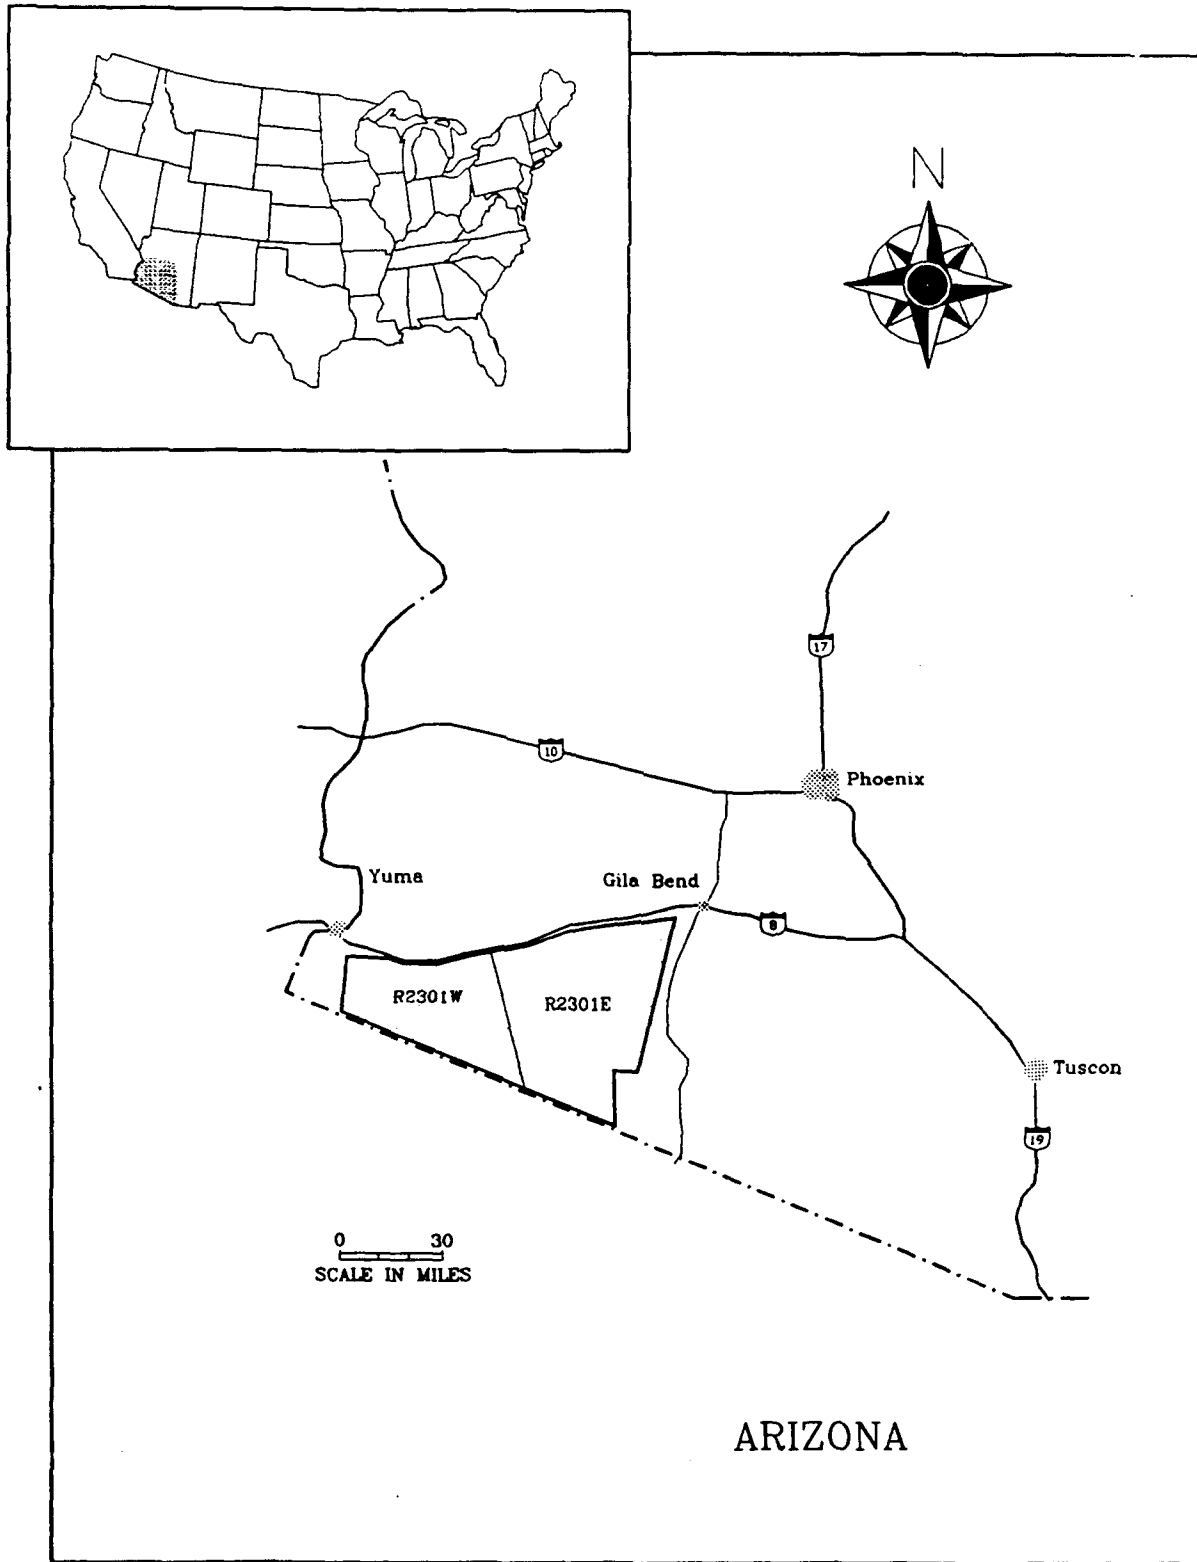 N
17
10
Phoenix
Yuma
Gila Bend
8
R2301W
R2301E
Tuscon
19
0 30
SCALE IN MILES
ARIZONA